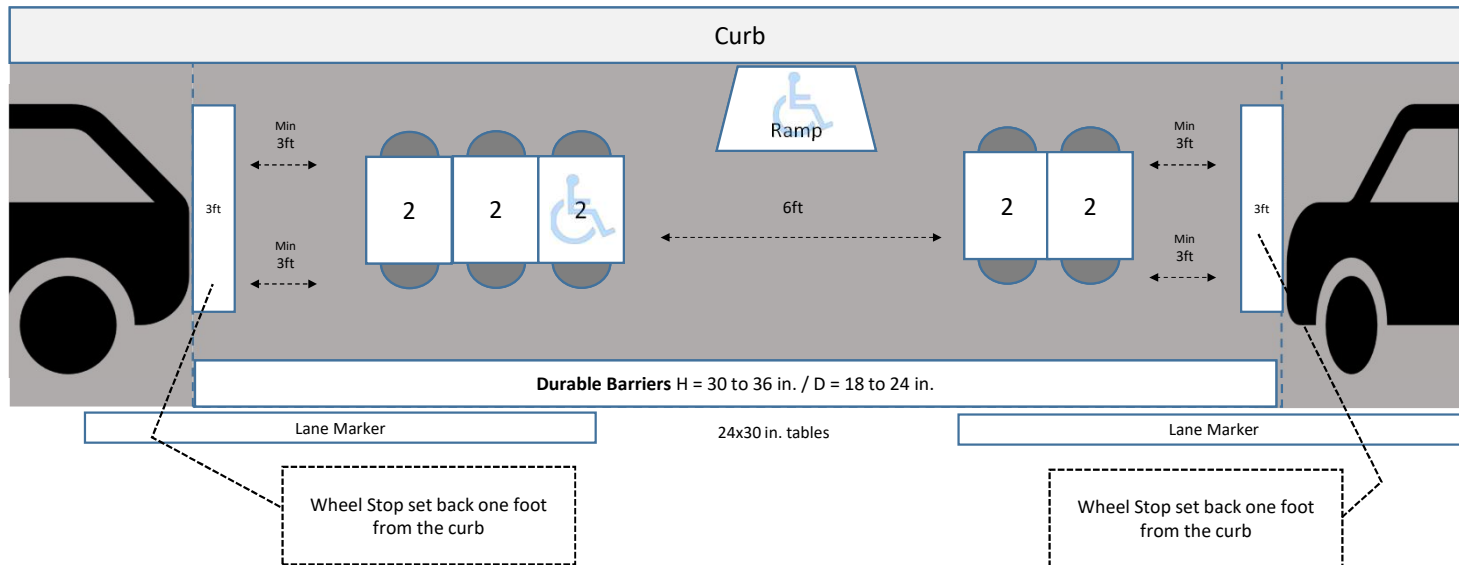 Curb
Ramp
Min
3ft
Min
3ft
3ft
Min
3ft
Min
3ft
3ft
2
2
2
6ft
2
2
Durable Barriers H = 30 to 36 in. / D = 18 to 24 in.
Lane Marker
24x30 in. tables
Lane Marker
Wheel Stop set back one foot
from the curb
Wheel Stop set back one foot
from the curb